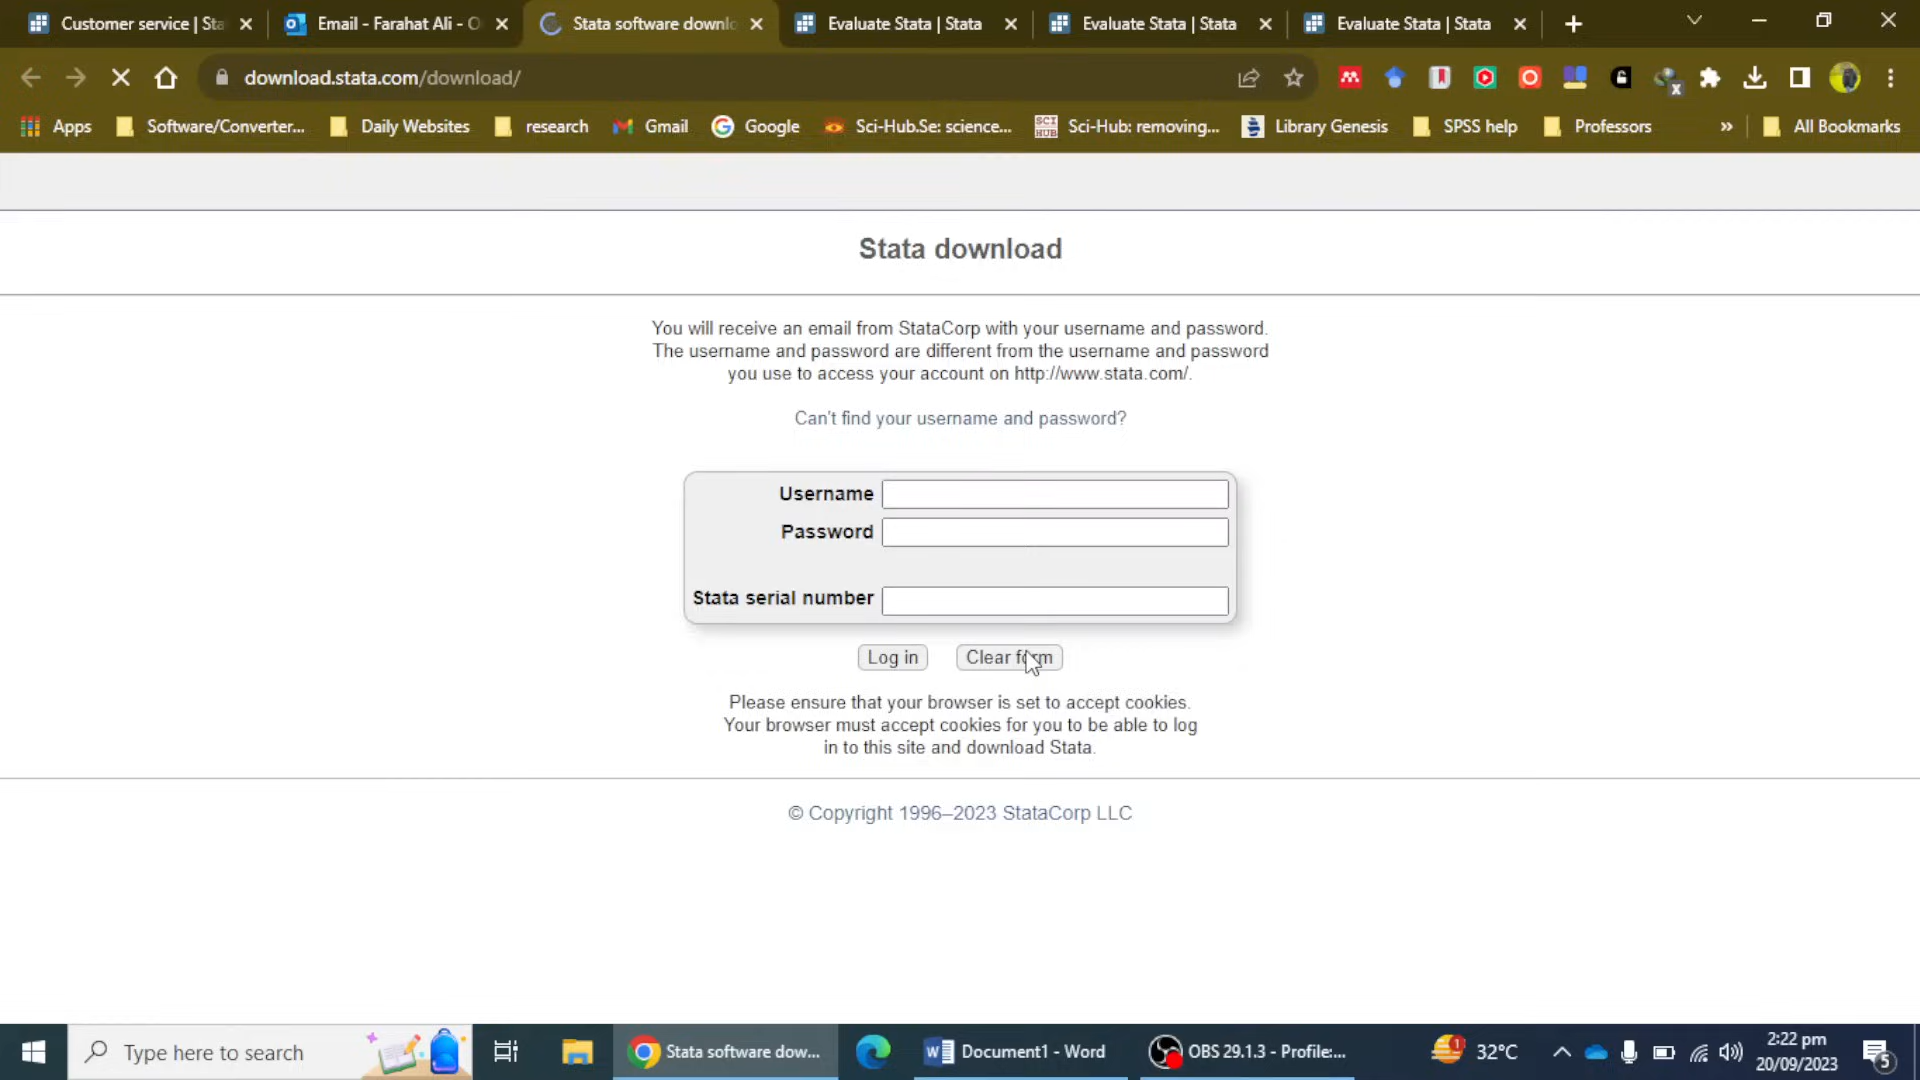 Customer service | Sta
Email - Farahat Ali - O
Stata software downlo
Evaluate Stata | Stata
Evaluate Stata | Stata
Evaluate Stata | Stata
download.stata.com/download/
Apps
Software/Converter...
Daily Websites
research
Gmail
Google
Sci-Hub.Se: science...
SCI HUB
Sci-Hub: removing...
Library Genesis
SPSS help
Professors
»
All Bookmarks
Stata download
You will receive an email from StataCorp with your username and password.
The username and password are different from the username and password
you use to access your account on http://www.stata.com/.
Can't find your username and password?
Username
Password
Stata serial number
Log in
Clear form
Please ensure that your browser is set to accept cookies.
Your browser must accept cookies for you to be able to log
in to this site and download Stata.
© Copyright 1996–2023 StataCorp LLC
Type here to search
Stata software dow...
Document1 - Word
OBS 29.1.3 - Profile:...
1
32°C
2:22 pm
20/09/2023
5